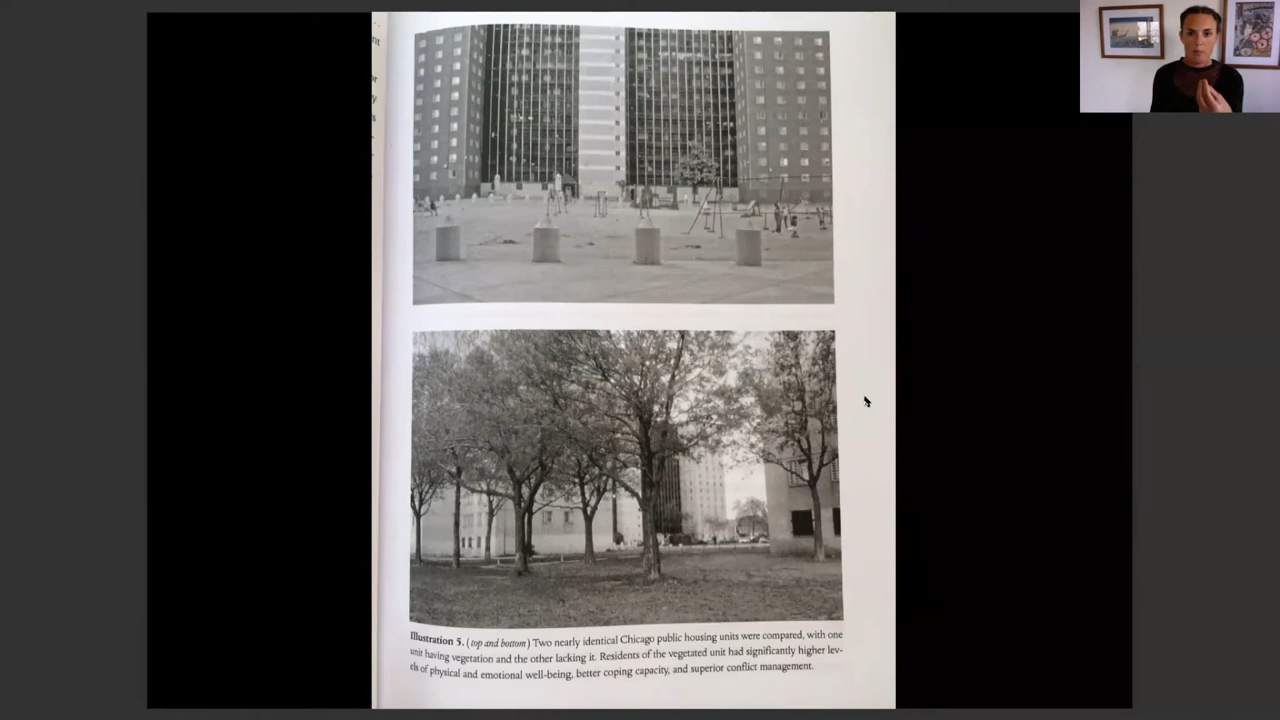 nt
or
y
s
Illustration 5. (top and bottom) Two nearly identical Chicago public housing units were compared, with one
unit having vegetation and the other lacking it. Residents of the vegetated unit had significantly higher lev-
els of physical and emotional well-being, better coping capacity, and superior conflict management.